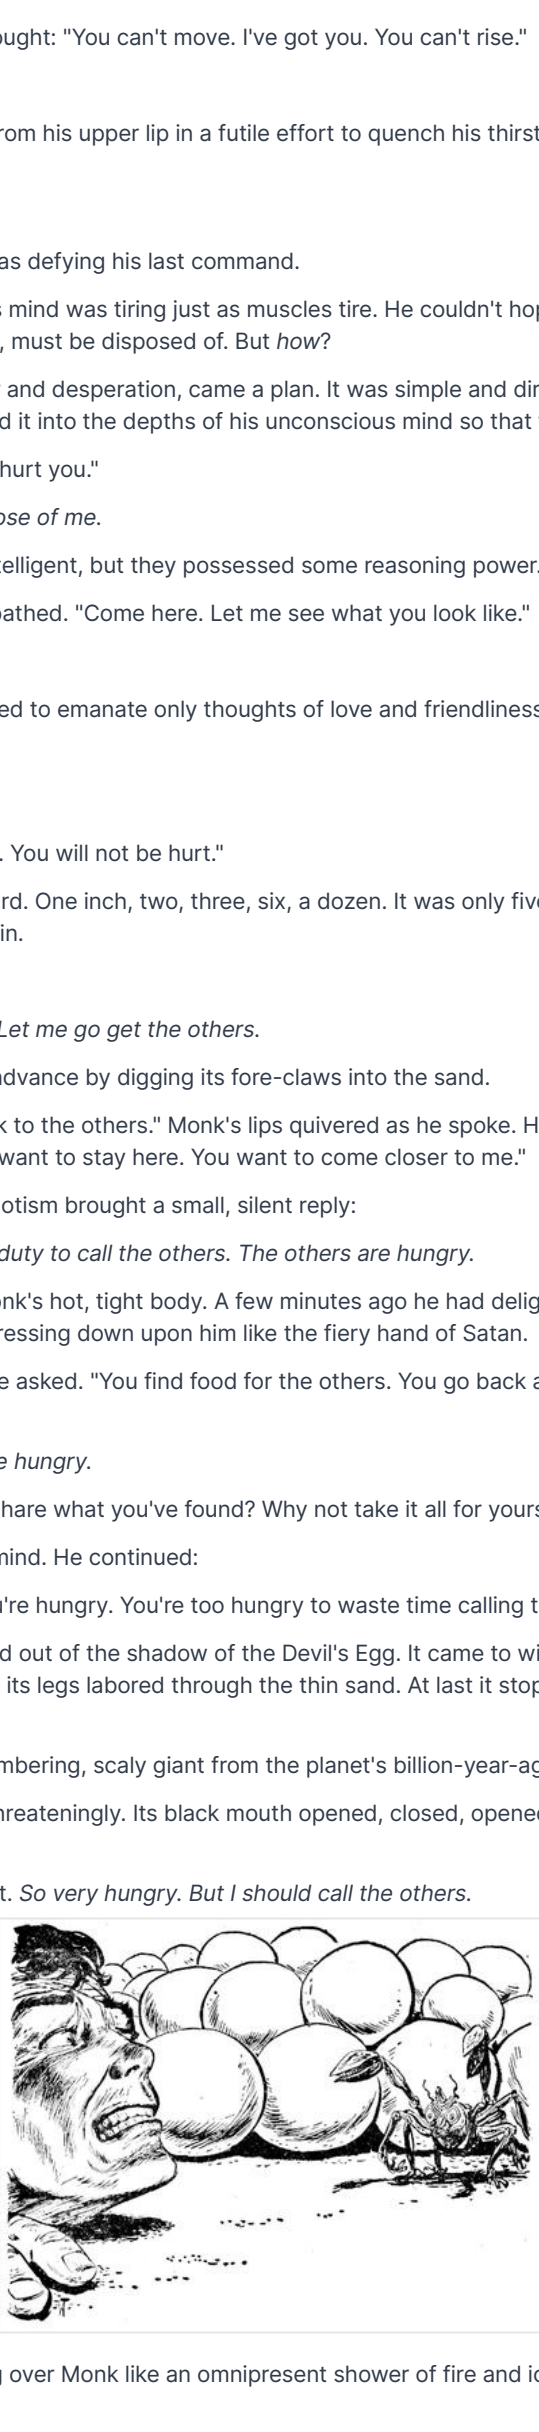 ought: "You can't move. I've got you. You can't rise."
rom his upper lip in a futile effort to quench his thirst
as defying his last command.
s mind was tiring just as muscles tire. He couldn't hop
, must be disposed of. But how?
and desperation, came a plan. It was simple and dir
d it into the depths of his unconscious mind so that
hurt you."
ose of me.
telligent, but they possessed some reasoning power.
pathed. "Come here. Let me see what you look like."
ed to emanate only thoughts of love and friendliness
. You will not be hurt."
rd. One inch, two, three, six, a dozen. It was only five
in.
Let me go get the others.
advance by digging its fore-claws into the sand.
k to the others." Monk's lips quivered as he spoke. H
want to stay here. You want to come closer to me."
otism brought a small, silent reply:
duty to call the others. The others are hungry.
onk's hot, tight body. A few minutes ago he had delig
ressing down upon him like the fiery hand of Satan.
e asked. "You find food for the others. You go back a
e hungry.
hare what you've found? Why not take it all for yours
mind. He continued:
u're hungry. You're too hungry to waste time calling t
d out of the shadow of the Devil's Egg. It came to wi
its legs labored through the thin sand. At last it stop
mbering, scaly giant from the planet's billion-year-ag
hreateningly. Its black mouth opened, closed, opened
t. So very hungry. But I should call the others.
g over Monk like an omnipresent shower of fire and ic